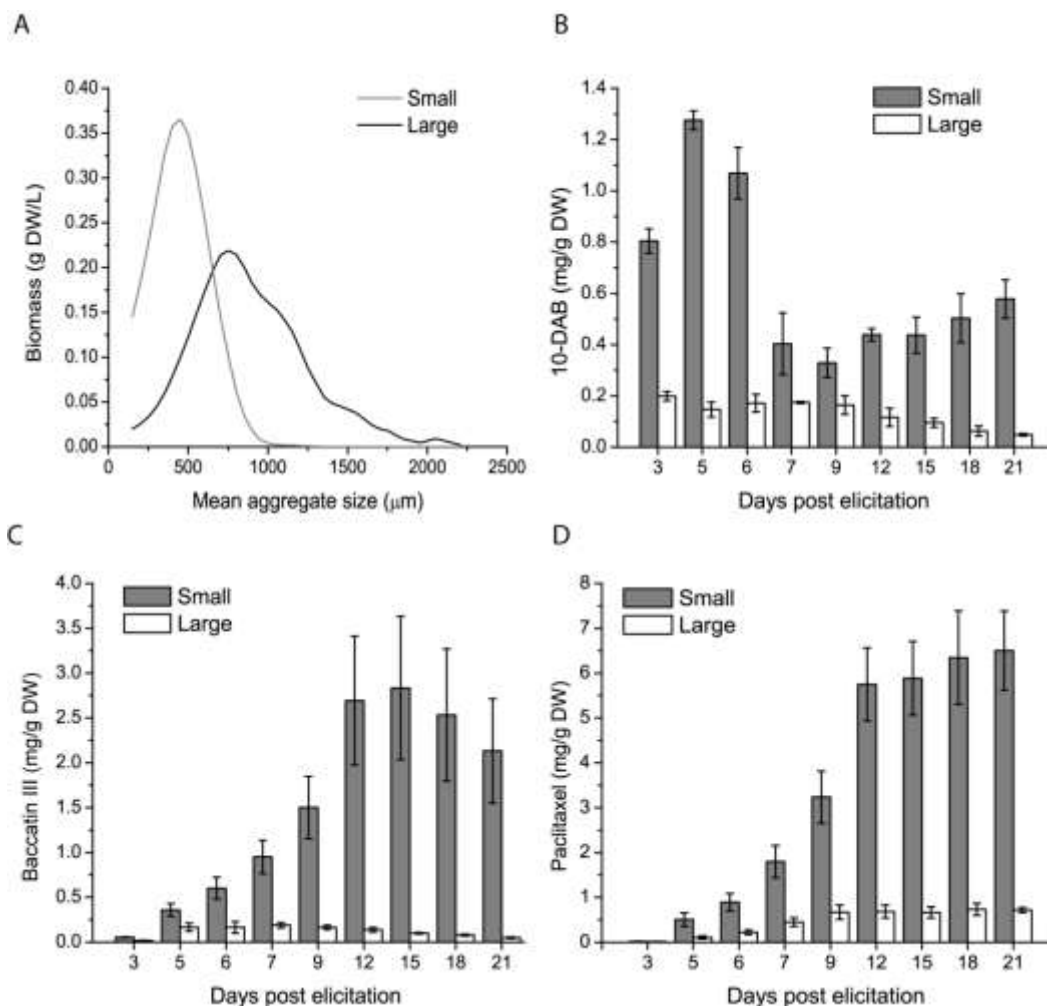 A
0.40
0.35
0.30
0.25
0.20
0.15
0.10
0.05
0.00
Biomass (g DW/L)
Small
Large
0 500 1000 1500 2000 2500
Mean aggregate size (μm)
B
1.4
1.2
1.0
0.8
0.6
0.4
0.2
0.0
10-DAB (mg/g DW)
Small
Large
3 5 6 7 9 12 15 18 21
Days post elicitation
C
4.0
3.5
3.0
2.5
2.0
1.5
1.0
0.5
0.0
Baccatin III (mg/g DW)
Small
Large
3 5 6 7 9 12 15 18 21
Days post elicitation
D
8
7
6
5
4
3
2
1
0
Paclitaxel (mg/g DW)
Small
Large
3 5 6 7 9 12 15 18 21
Days post elicitation